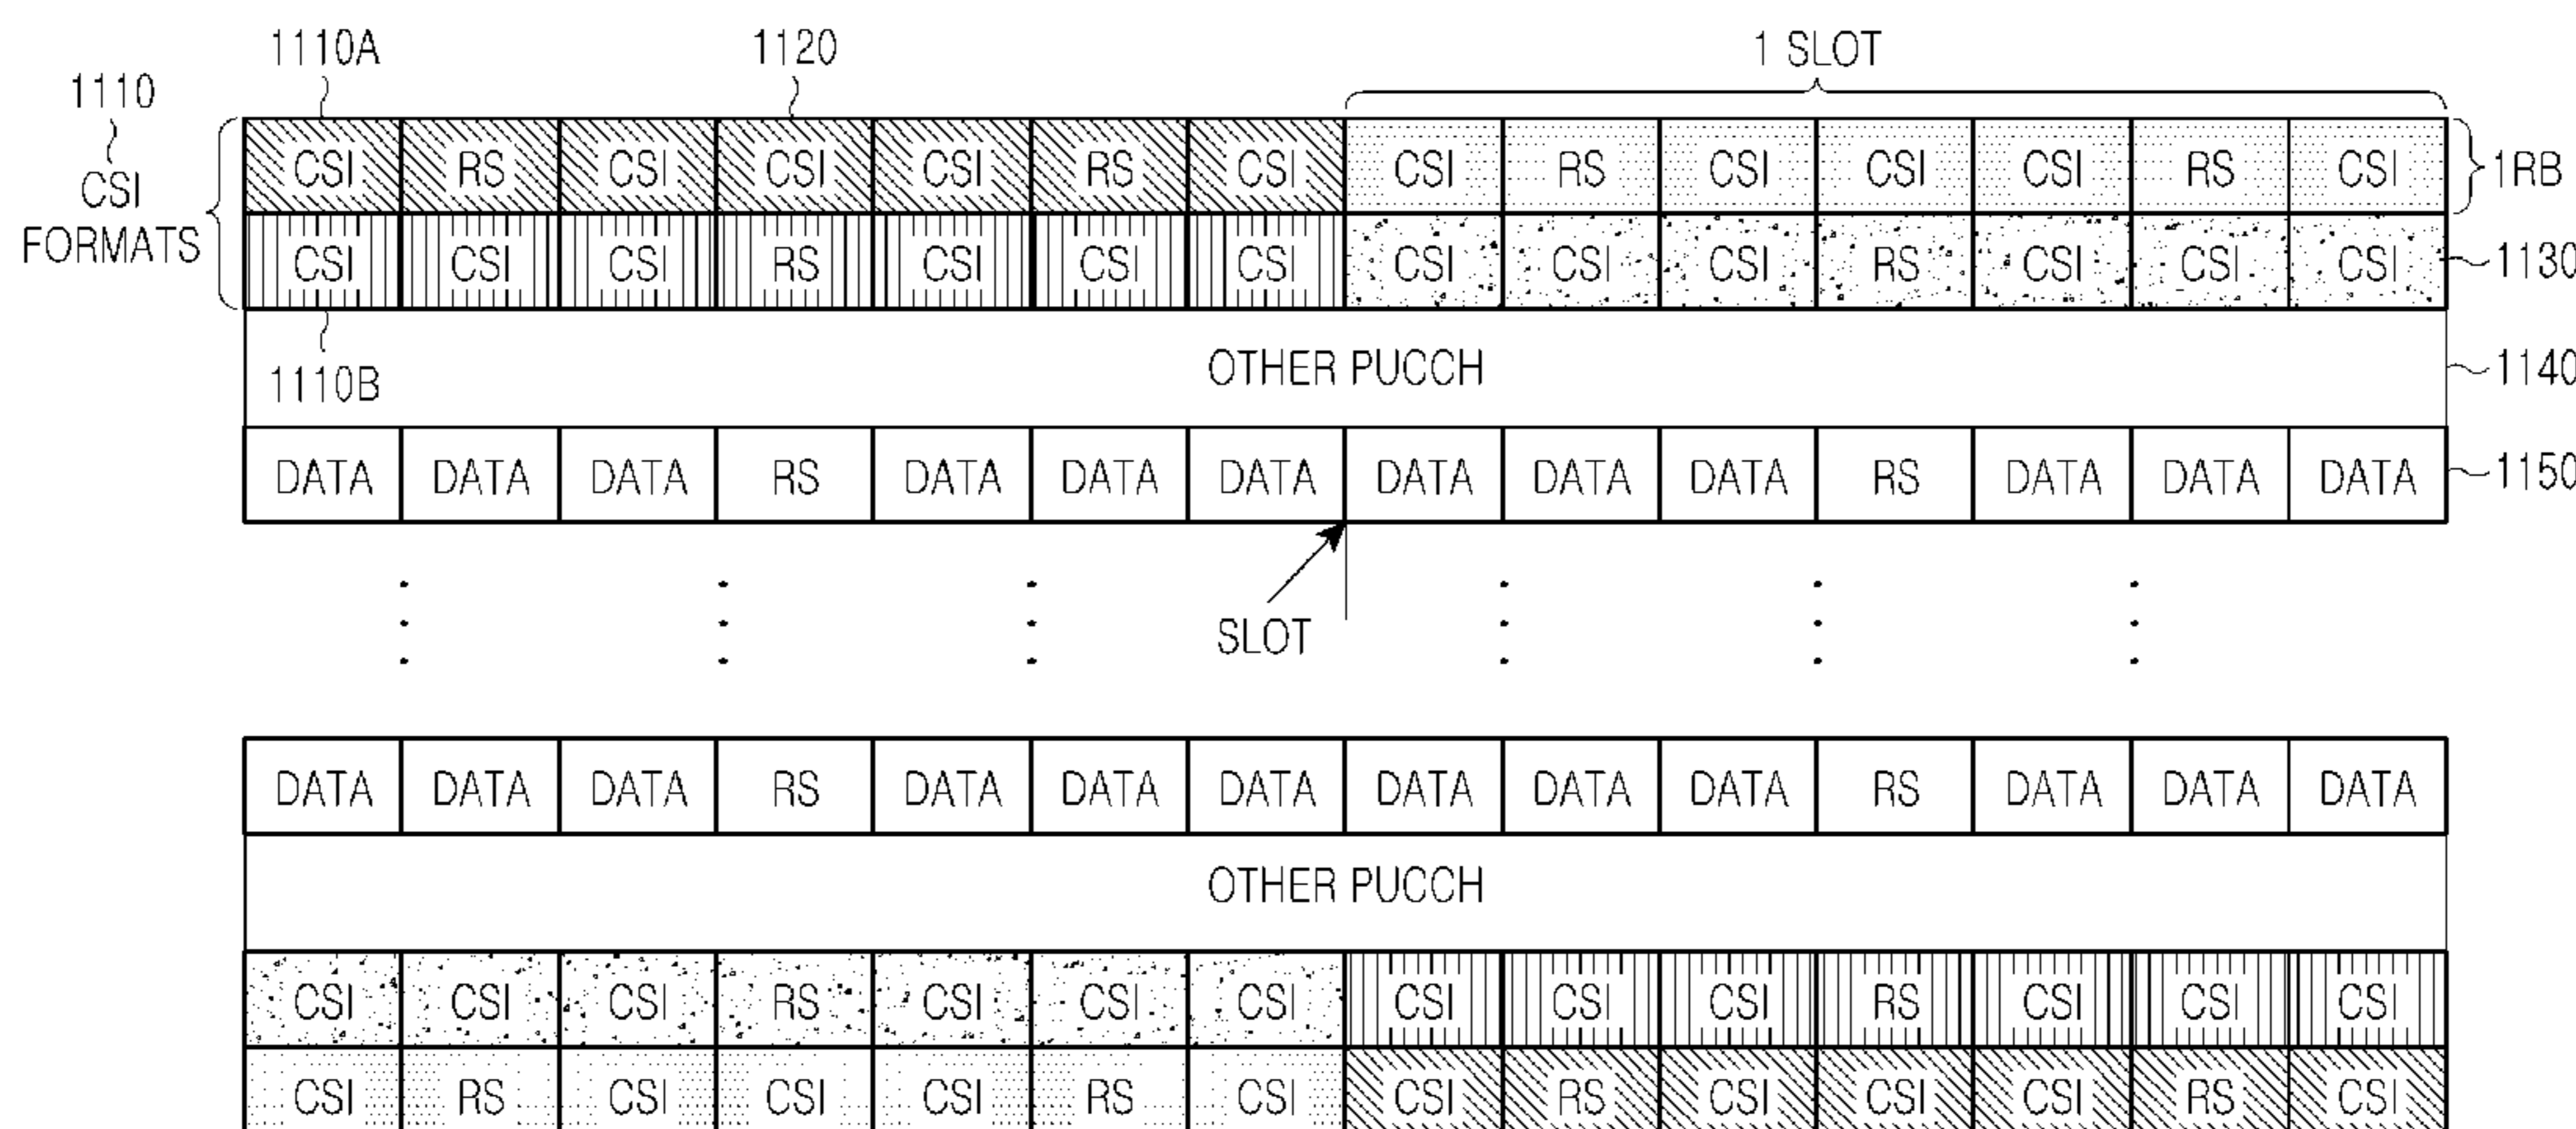 1110A 1120 1 SLOT
1110
CSI
FORMATS
CSI RS CSI CSI CSI RS CSI CSI RS CSI CSI CSI RS CSI 1RB
CSI CSI CSI RS CSI CSI CSI CSI CSI CSI RS CSI CSI CSI 1130
1110B
OTHER PUCCH 1140
DATA DATA DATA RS DATA DATA DATA DATA DATA DATA RS DATA DATA DATA 1150
SLOT
DATA DATA DATA RS DATA DATA DATA DATA DATA DATA RS DATA DATA DATA
OTHER PUCCH
CSI CSI CSI RS CSI CSI CSI CSI CSI CSI RS CSI CSI CSI
CSI RS CSI CSI CSI RS CSI CSI RS CSI CSI CSI RS CSI